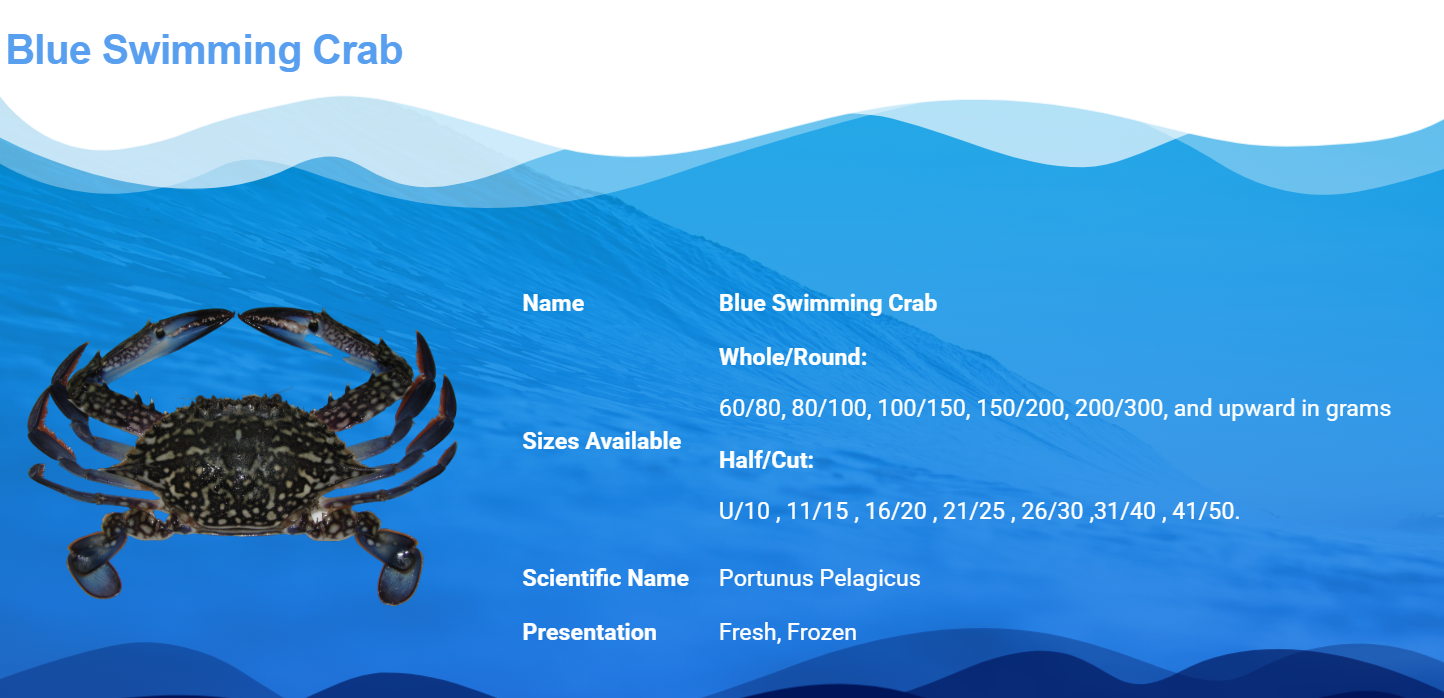 Blue Swimming Crab
Name Blue Swimming Crab
Whole/Round:
60/80, 80/100, 100/150, 150/200, 200/300, and upward in grams
Sizes Available
Half/Cut:
U/10 , 11/15 , 16/20 , 21/25 , 26/30 ,31/40 , 41/50.
Scientific Name Portunus Pelagicus
Presentation Fresh, Frozen